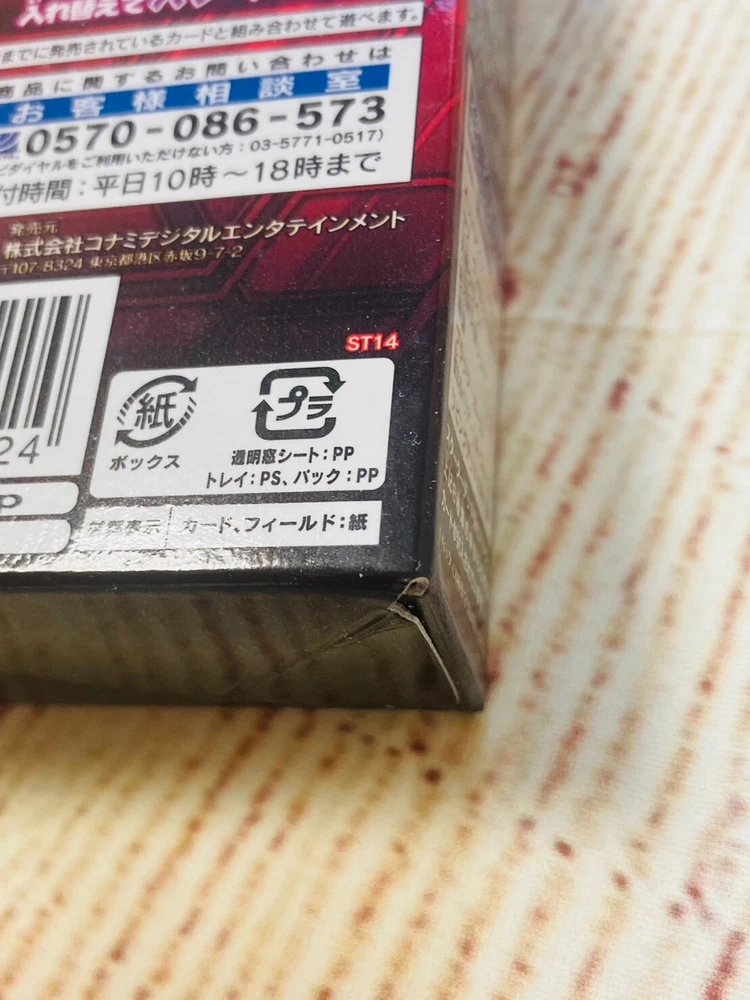 入れ替えて
までに発売されているカードと組み合わせて遊べます。
商品に関するお問い合わせは
お客様相談室
0570-086-573
ビダイヤルをご利用いただけない方：03-5771-0517)
付時間：平日10時〜18時まで
発売元
株式会社コナミデジタルエンタテインメント
〒107-8324 東京都港区赤坂9-7-2
ST14
紙
プラ
ボックス
透明窓シート：PP
トレイ：PS、パック：PP
24
P
状態表示 カード、フィールド：紙